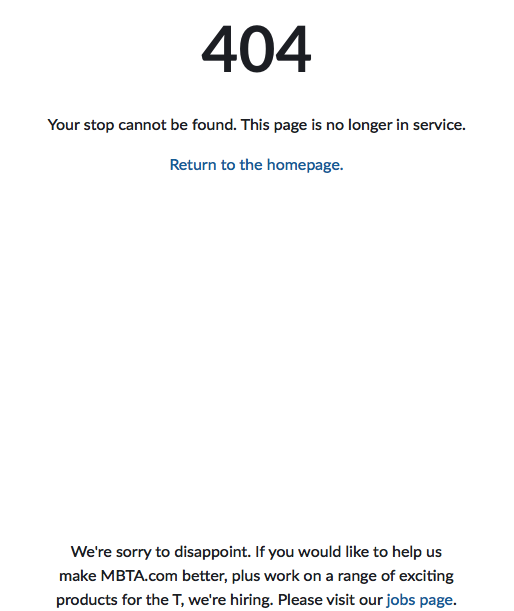 404
Your stop cannot be found. This page is no longer in service.
Return to the homepage.
We're sorry to disappoint. If you would like to help us
make MBTA.com better, plus work on a range of exciting
products for the T, we're hiring. Please visit our jobs page.